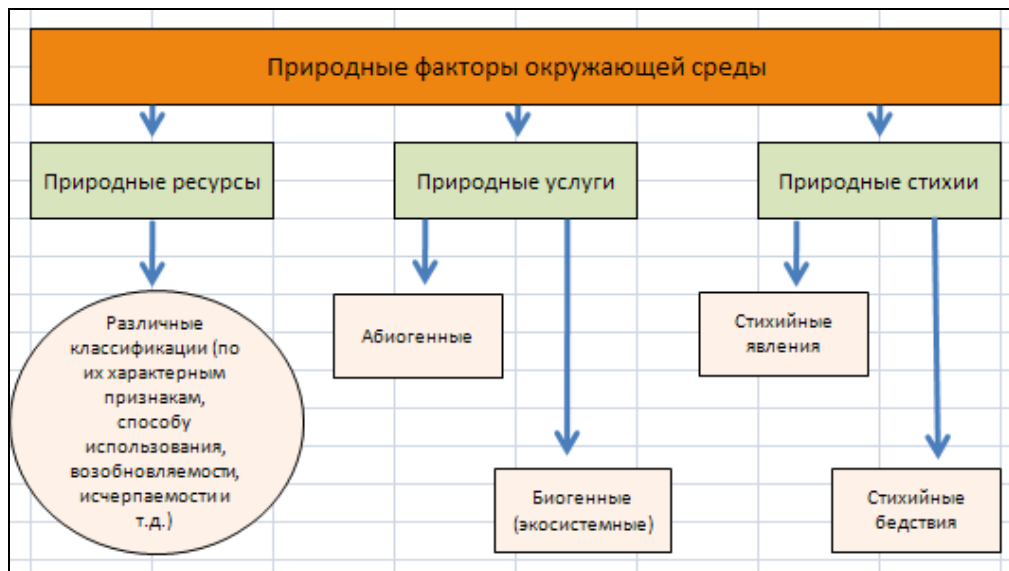 Природные факторы окружающей среды
Природные ресурсы
Природные услуги
Природные стихии
Различные
классификации (по
их характерным
признакам,
способу
использования,
возобновляемости,
исчерпаемости и
т.д.)
Абиогенные
Стихийные
явления
Биогенные
(экосистемные)
Стихийные
бедствия